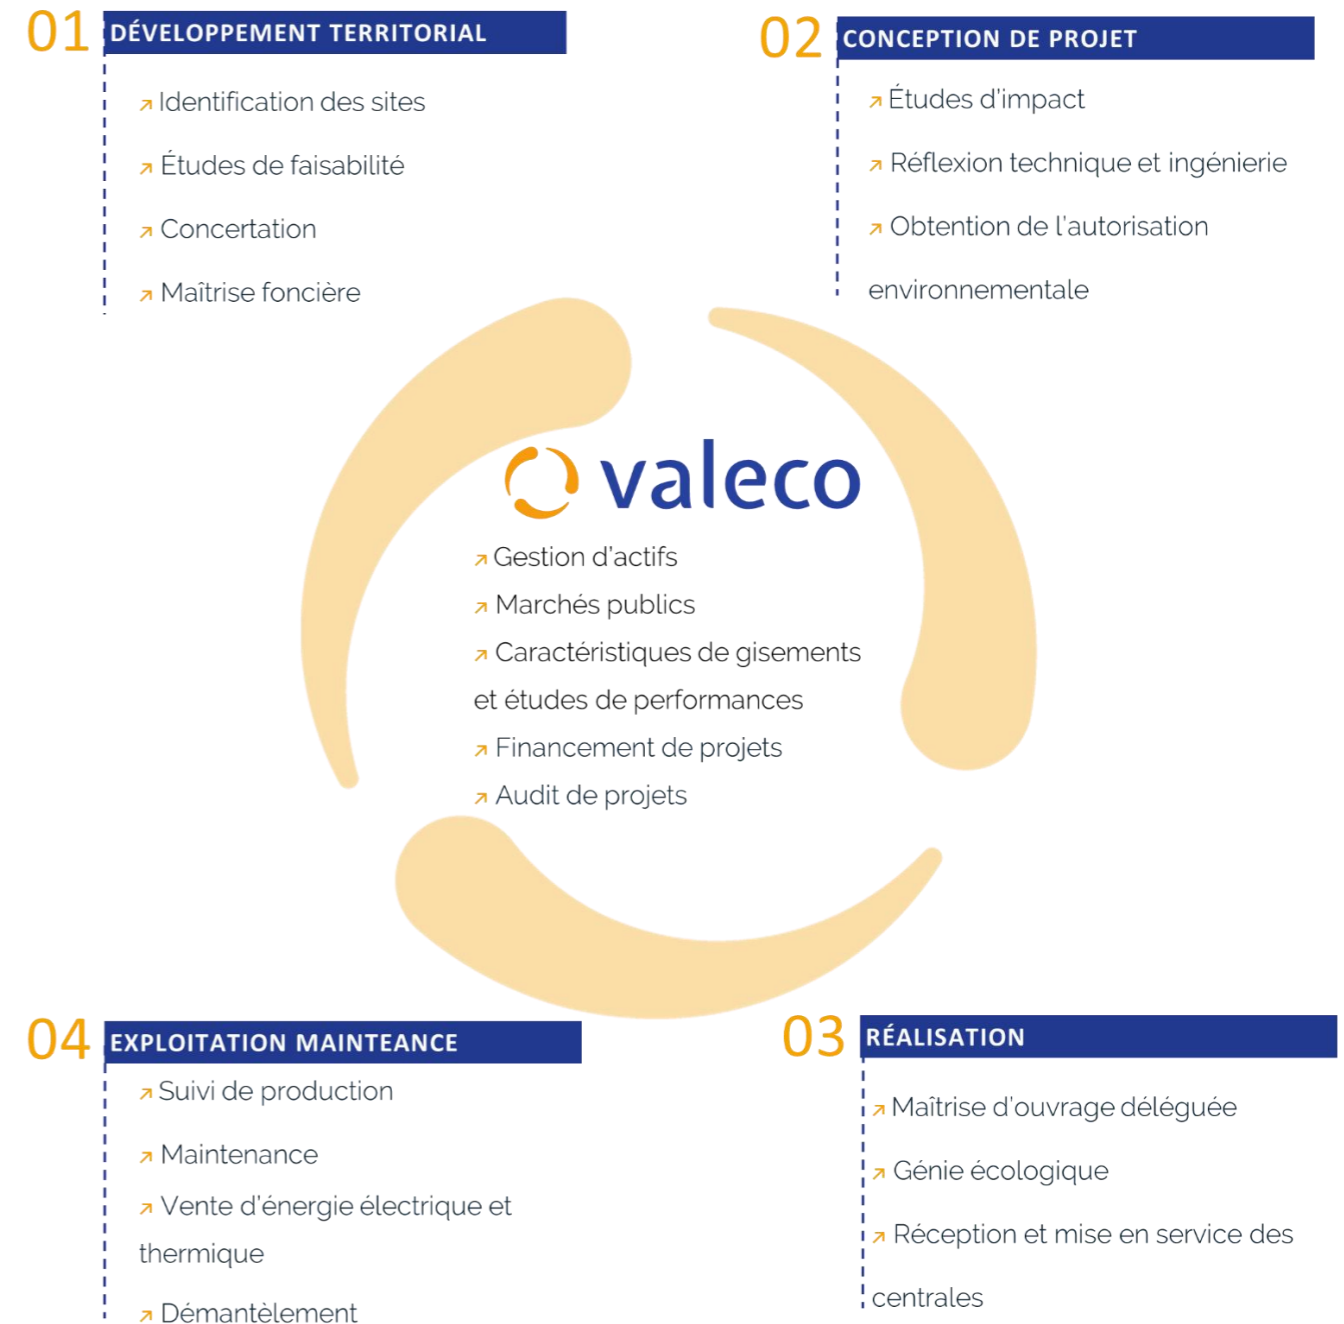 01 DÉVELOPPEMENT TERRITORIAL
↗ Identification des sites
↗ Études de faisabilité
↗ Concertation
↗ Maîtrise foncière
02 CONCEPTION DE PROJET
↗ Études d'impact
↗ Réflexion technique et ingénierie
↗ Obtention de l'autorisation
environnementale
valeco
↗ Gestion d'actifs
↗ Marchés publics
↗ Caractéristiques de gisements
et études de performances
↗ Financement de projets
↗ Audit de projets
04 EXPLOITATION MAINTEANCE
↗ Suivi de production
↗ Maintenance
↗ Vente d'énergie électrique et
thermique
↗ Démantèlement
03 RÉALISATION
↗ Maîtrise d'ouvrage déléguée
↗ Génie écologique
↗ Réception et mise en service des
centrales